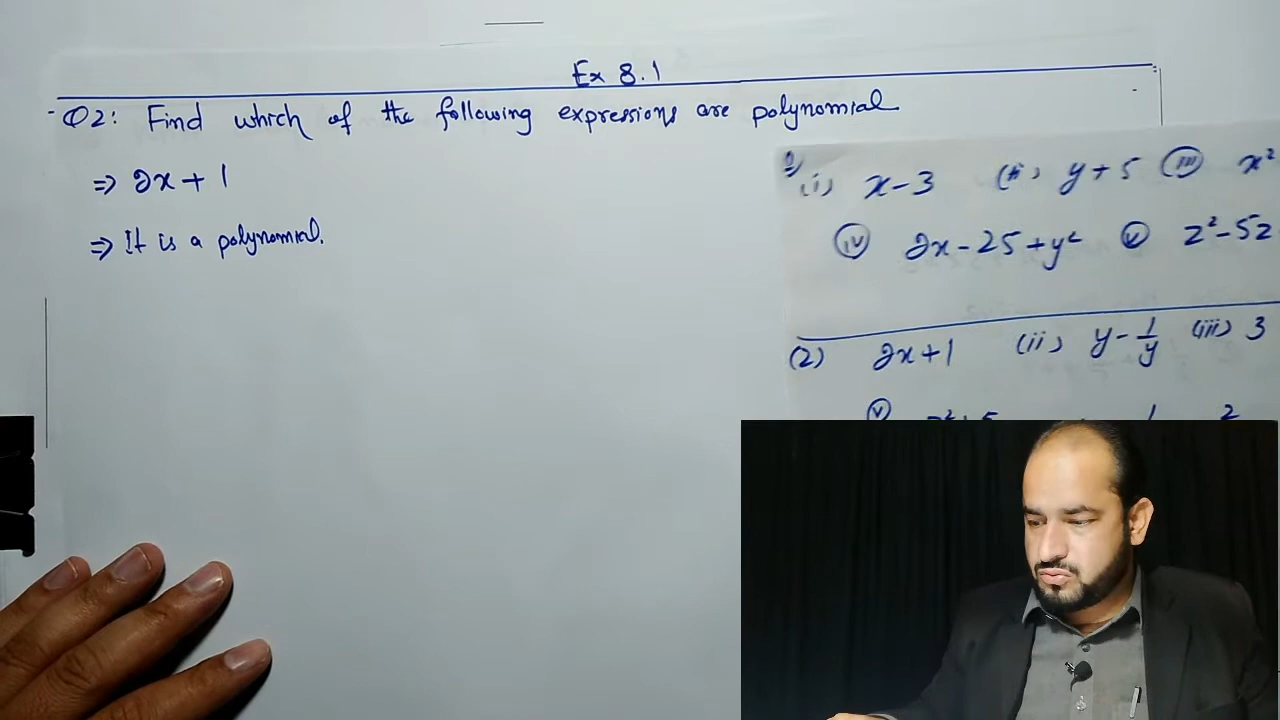 Ex 8.1
Q2: Find which of the following expressions are polynomial
⇒ 2x + 1
⇒ It is a polynomial.
(i) x - 3 (ii) y + 5 (iii) x²
(iv) 2x - 25 + y² (v) z² - 5z
(2) 2x + 1 (ii) y - 1/y (iii) 3
(v)